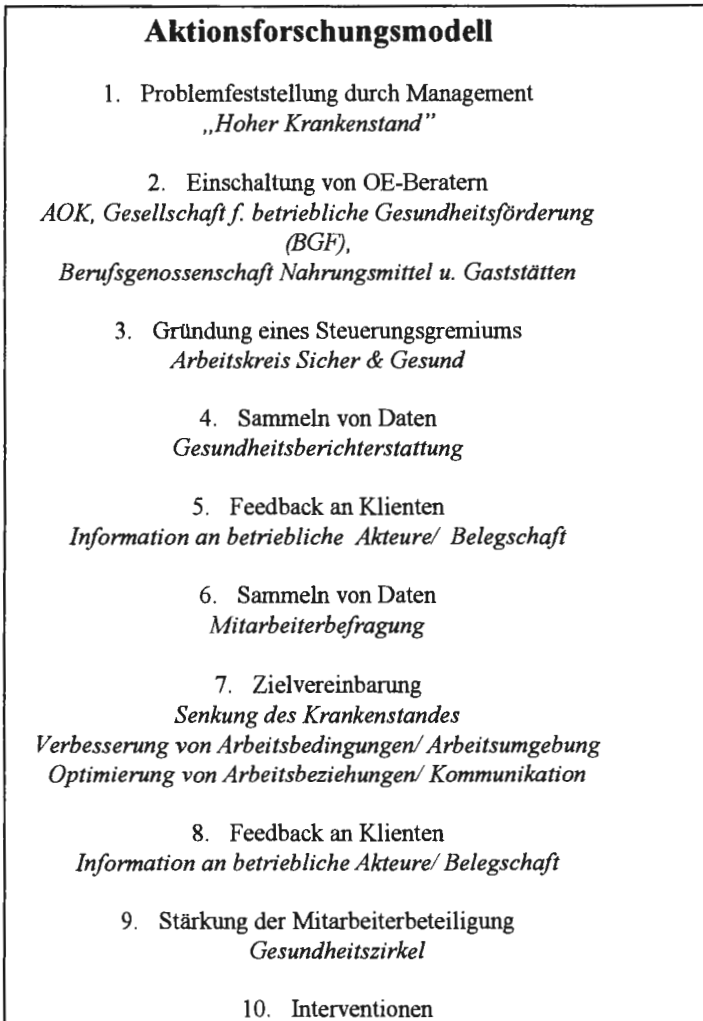 Aktionsforschungsmodell
1. Problemfeststellung durch Management
„Hoher Krankenstand”
2. Einschaltung von OE-Beratern
AOK, Gesellschaft f. betriebliche Gesundheitsförderung
(BGF),
Berufsgenossenschaft Nahrungsmittel u. Gaststätten
3. Gründung eines Steuerungsgremiums
Arbeitskreis Sicher & Gesund
4. Sammeln von Daten
Gesundheitsberichterstattung
5. Feedback an Klienten
Information an betriebliche Akteure/ Belegschaft
6. Sammeln von Daten
Mitarbeiterbefragung
7. Zielvereinbarung
Senkung des Krankenstandes
Verbesserung von Arbeitsbedingungen/ Arbeitsumgebung
Optimierung von Arbeitsbeziehungen/ Kommunikation
8. Feedback an Klienten
Information an betriebliche Akteure/ Belegschaft
9. Stärkung der Mitarbeiterbeteiligung
Gesundheitszirkel
10. Interventionen